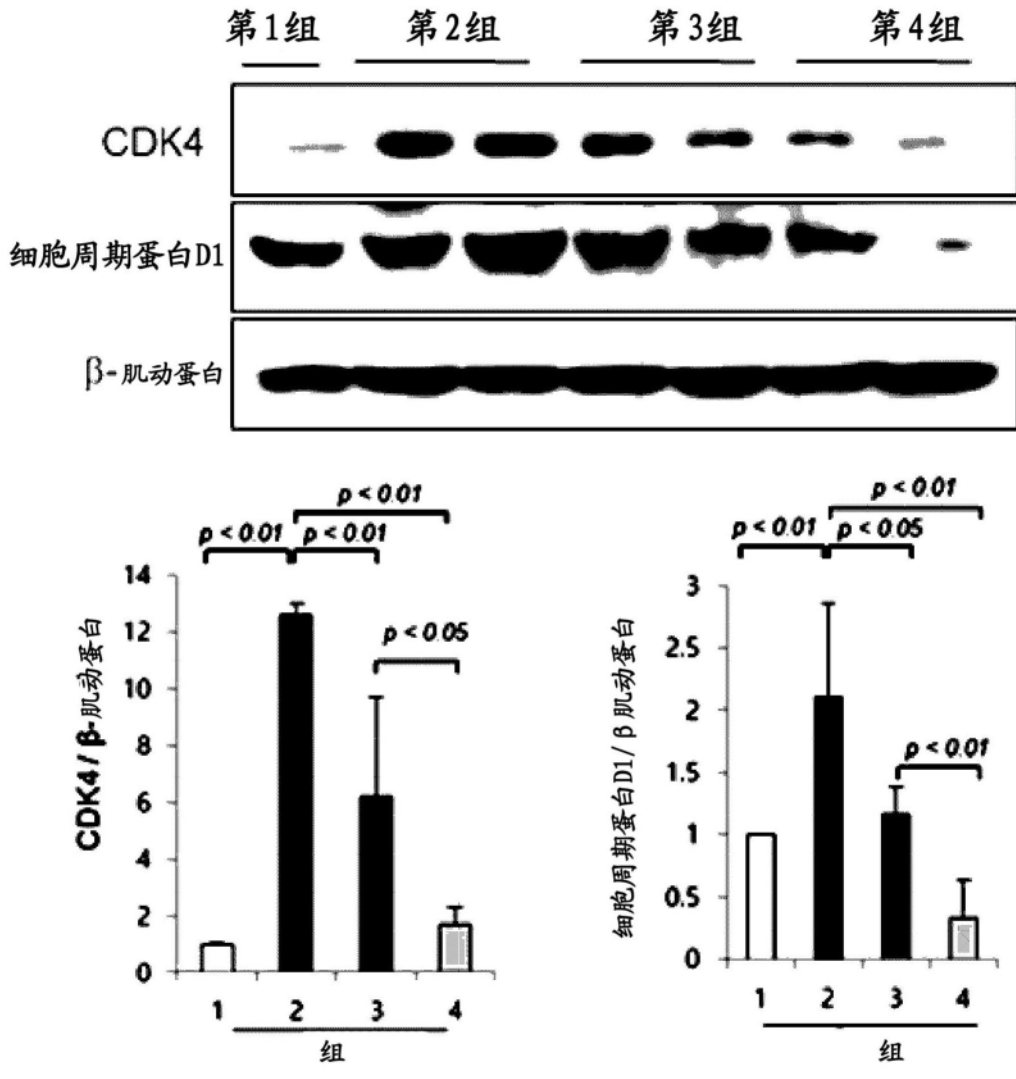 第1组 第2组 第3组 第4组
CDK4
细胞周期蛋白D1
β-肌动蛋白
p < 0.01
p < 0.01 p < 0.01
p < 0.05
CDK4 / β-肌动蛋白
14
12
10
8
6
4
2
0
1 2 3 4
组
p < 0.01
p < 0.01 p < 0.05
p < 0.01
细胞周期蛋白D1/ β 肌动蛋白
3
2.5
2
1.5
1
0.5
0
1 2 3 4
组